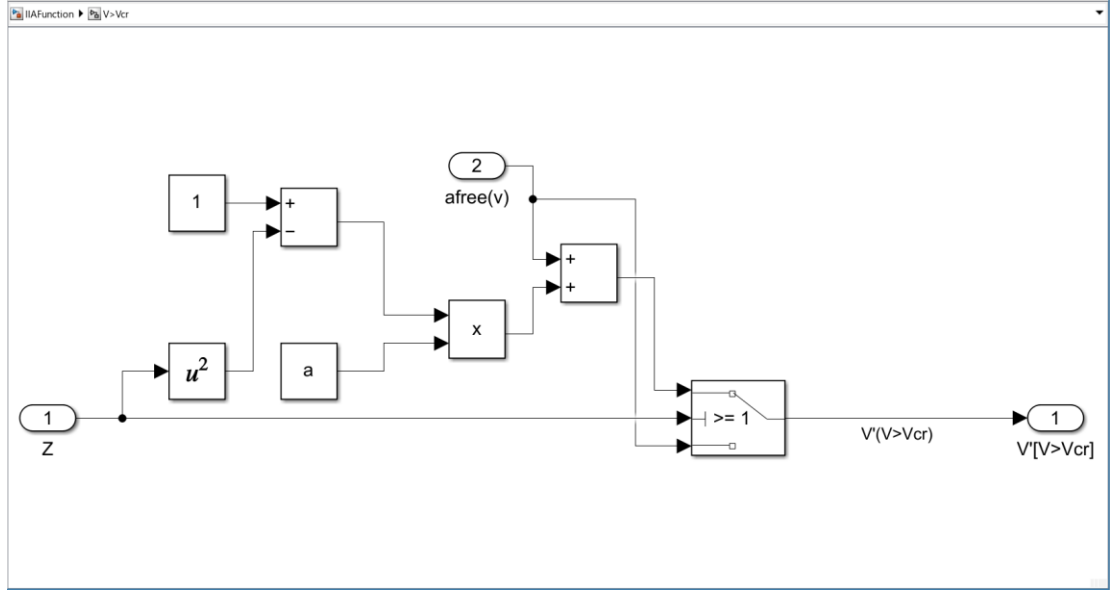 IIAFunction V>Vcr
2
afree(v)
1
+
−
+
+
x
u²
a
1
Z
>= 1
V'(V>Vcr)
1
V'[V>Vcr]